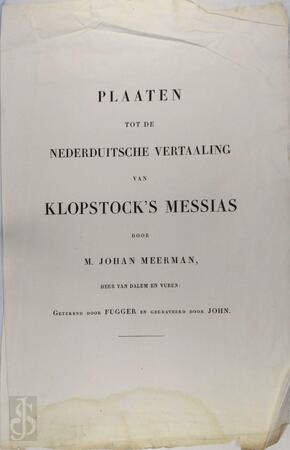 PLAATEN
TOT DE
NEDERDUITSCHE VERTAALING
VAN
KLOPSTOCK'S MESSIAS
DOOR
M. JOHAN MEERMAN,
HEER VAN DALEM EN VUREN:
GETEKEND DOOR FUGGER EN GEGRAVEERD DOOR JOHN.